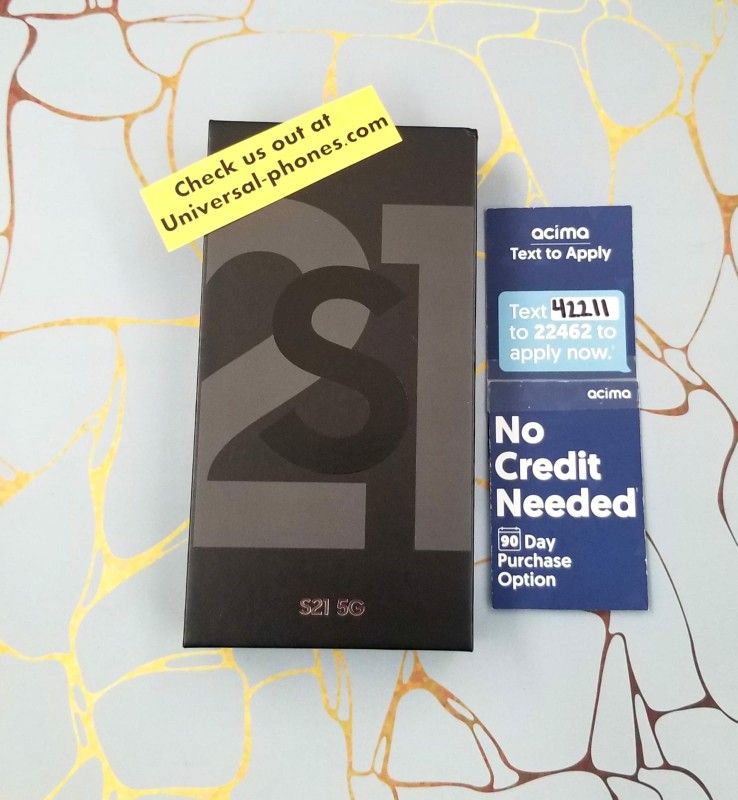 Check us out at
Universal-phones.com
21
S
S21 5G
acima
Text to Apply
Text 42211
to 22462 to
apply now.
acima
No
Credit
Needed
90 Day
Purchase
Option